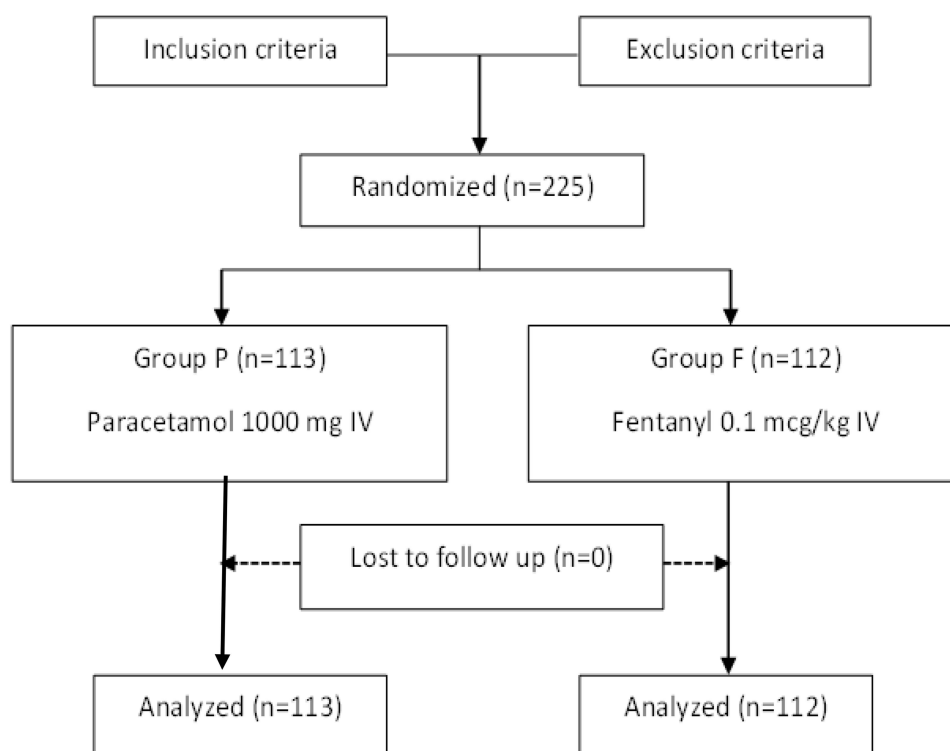 Inclusion criteria
Exclusion criteria
Randomized (n=225)
Group P (n=113)
Paracetamol 1000 mg IV
Group F (n=112)
Fentanyl 0.1 mcg/kg IV
Lost to follow up (n=0)
Analyzed (n=113)
Analyzed (n=112)